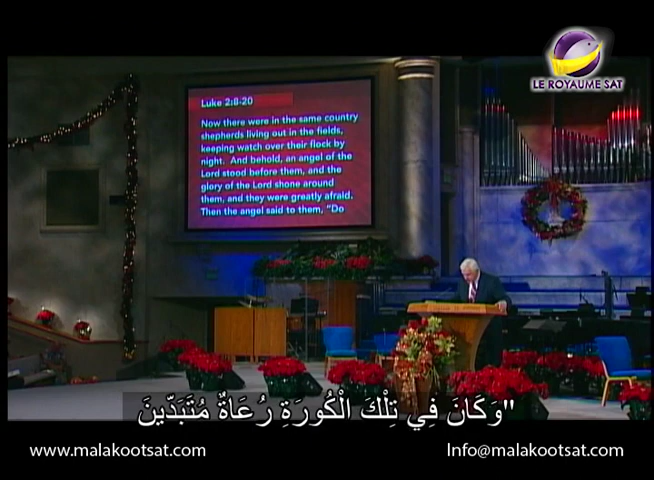 LE ROYAUME SAT
Luke 2:8-20
Now there were in the same country
shepherds living out in the fields,
keeping watch over their flock by
night. And behold, an angel of the
Lord stood before them, and the
glory of the Lord shone around
them, and they were greatly afraid.
Then the angel said to them, "Do
"وَكَانَ فِي تِلْكَ الْكُورَةِ رُعَاةٌ مُتَبَدِّينَ
www.malakootsat.com
Info@malakootsat.com